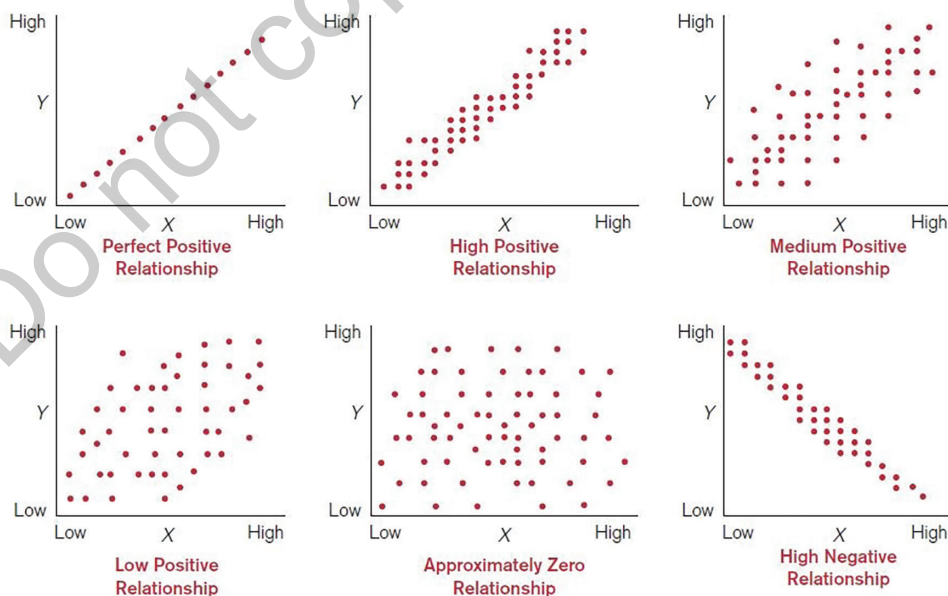 Do not co
High
Y
Low
Low
X
High
Perfect Positive
Relationship
High
Y
Low
Low
X
High
High Positive
Relationship
High
Y
Low
Low
X
High
Medium Positive
Relationship
High
Y
Low
Low
X
High
Low Positive
Relationship
High
Y
Low
Low
X
High
Approximately Zero
Relationship
High
Y
Low
Low
X
High
High Negative
Relationship